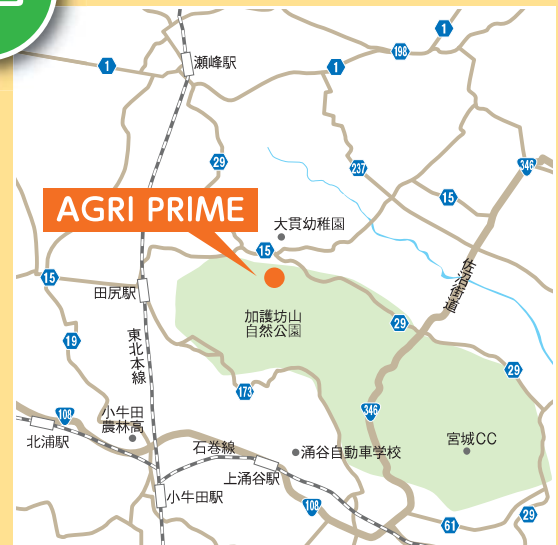 1
198
1
1
瀬峰駅
29
237
346
15
AGRI PRIME
大貫幼稚園
15
15
田尻駅
佐沼街道
加護坊山
自然公園
29
19
東北本線
29
173
108
小牛田
農林高
346
北浦駅
石巻線
涌谷自動車学校
宮城CC
上涌谷駅
小牛田駅
108
61
29